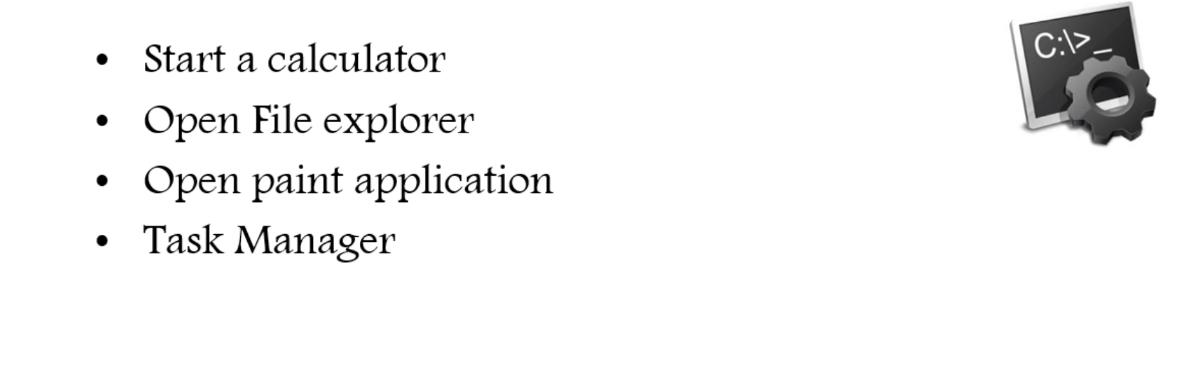 C:\>_
• Start a calculator
• Open File explorer
• Open paint application
• Task Manager